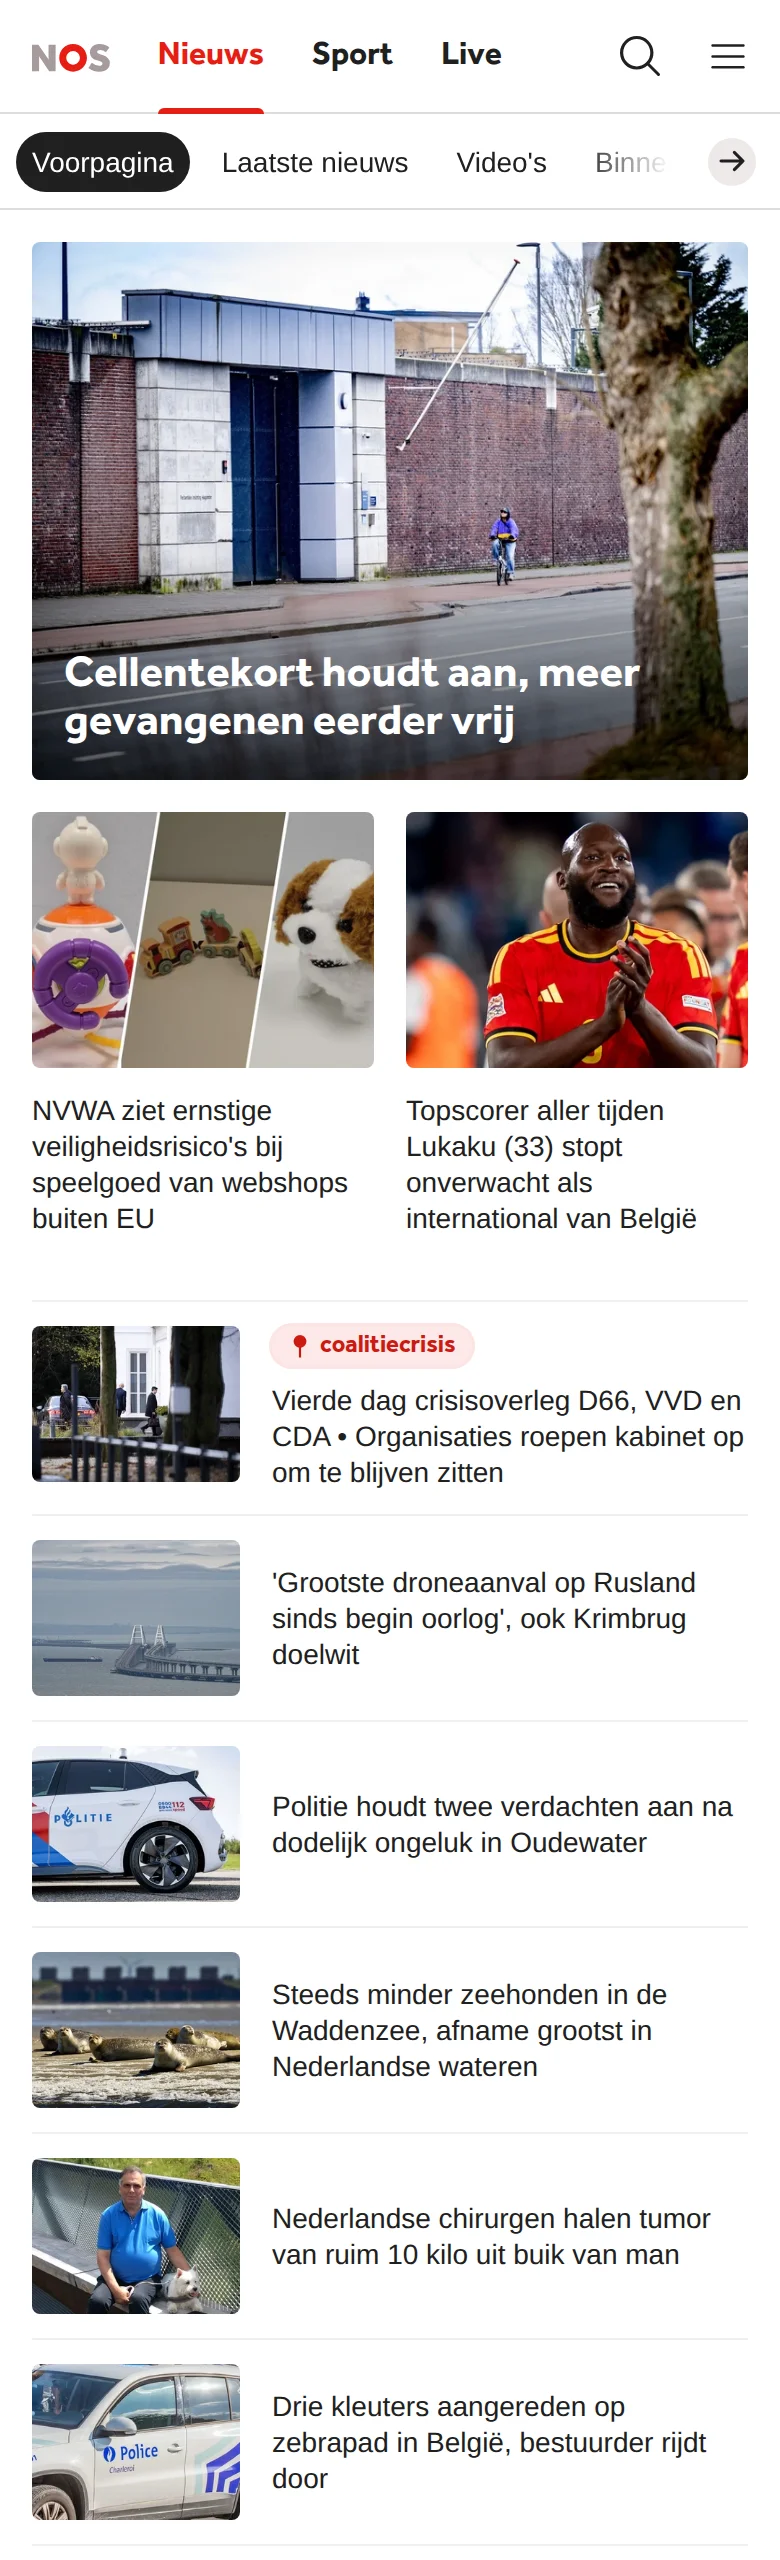 NOS Nieuws Sport Live
Voorpagina Laatste nieuws Video's Binne
Cellentekort houdt aan, meer
gevangenen eerder vrij
NVWA ziet ernstige
veiligheidsrisico's bij
speelgoed van webshops
buiten EU
Topscorer aller tijden
Lukaku (33) stopt
onverwacht als
international van België
coalitiecrisis
Vierde dag crisisoverleg D66, VVD en
CDA • Organisaties roepen kabinet op
om te blijven zitten
'Grootste droneaanval op Rusland
sinds begin oorlog', ook Krimbrug
doelwit
POLITIE
112
Politie houdt twee verdachten aan na
dodelijk ongeluk in Oudewater
Steeds minder zeehonden in de
Waddenzee, afname grootst in
Nederlandse wateren
Nederlandse chirurgen halen tumor
van ruim 10 kilo uit buik van man
Police
Charleroi
Drie kleuters aangereden op
zebrapad in België, bestuurder rijdt
door